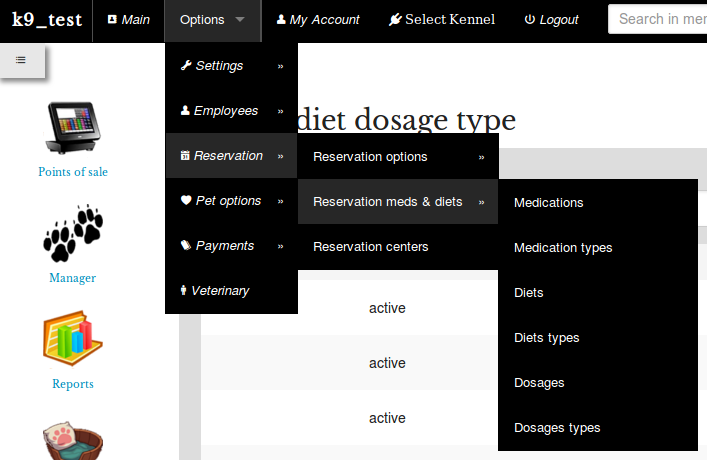 k9_test
Main
Options
My Account
Select Kennel
Logout
Search in mer
diet dosage type
Settings »
Employees »
Reservation »
Pet options »
Payments »
Veterinary
Reservation options »
Reservation meds & diets »
Reservation centers
Medications
Medication types
Diets
Diets types
Dosages
Dosages types
Points of sale
Manager
Reports
active
active
active